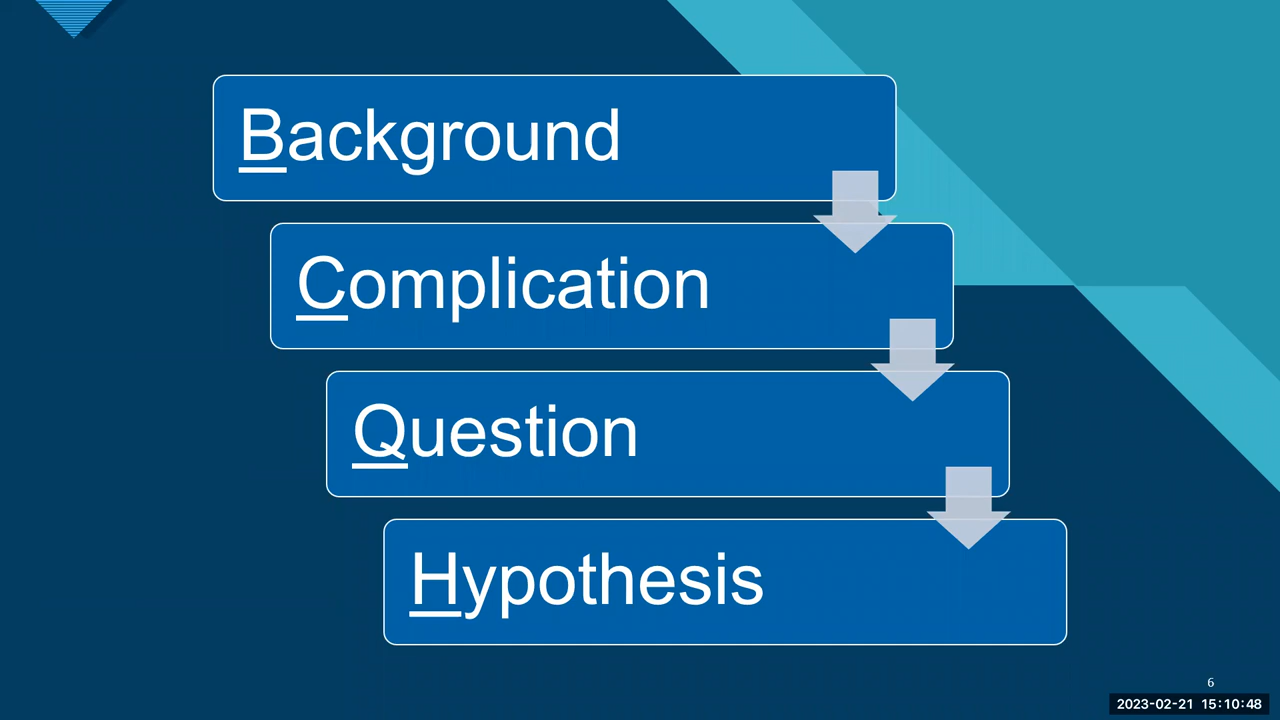 Background
Complication
Question
Hypothesis
6
2023-02-21 15:10:48